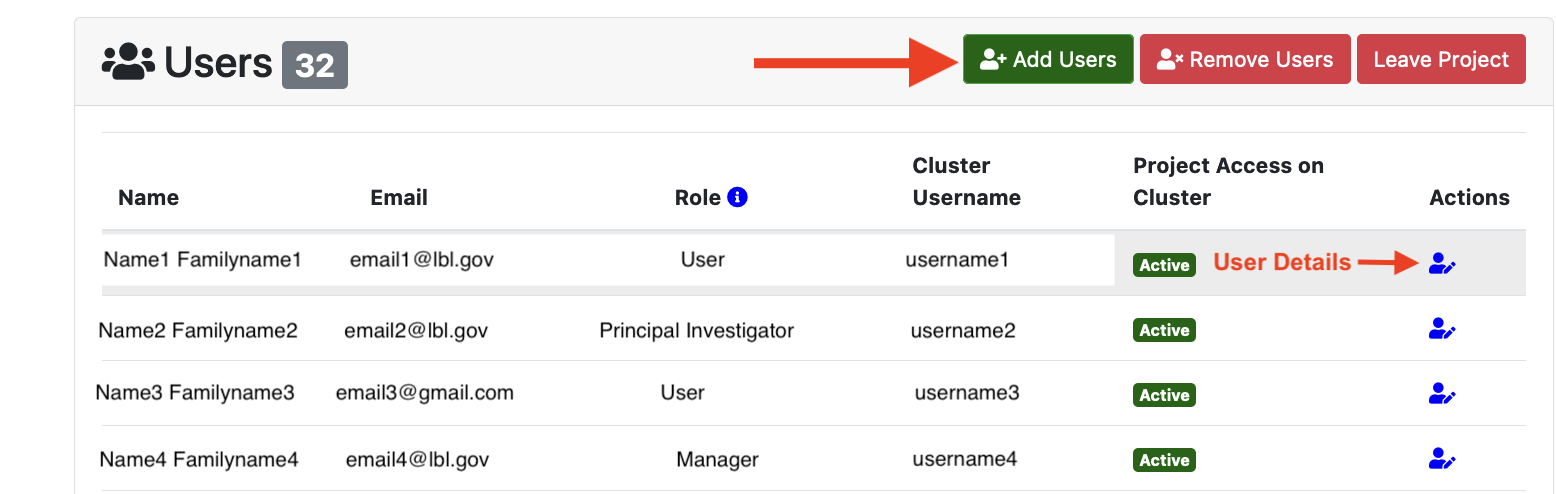 Users 32 Add Users Remove Users Leave Project
Name Email Role Cluster Username Project Access on Cluster Actions
Name1 Familyname1 email1@lbl.gov User username1 Active User Details
Name2 Familyname2 email2@lbl.gov Principal Investigator username2 Active
Name3 Familyname3 email3@gmail.com User username3 Active
Name4 Familyname4 email4@lbl.gov Manager username4 Active